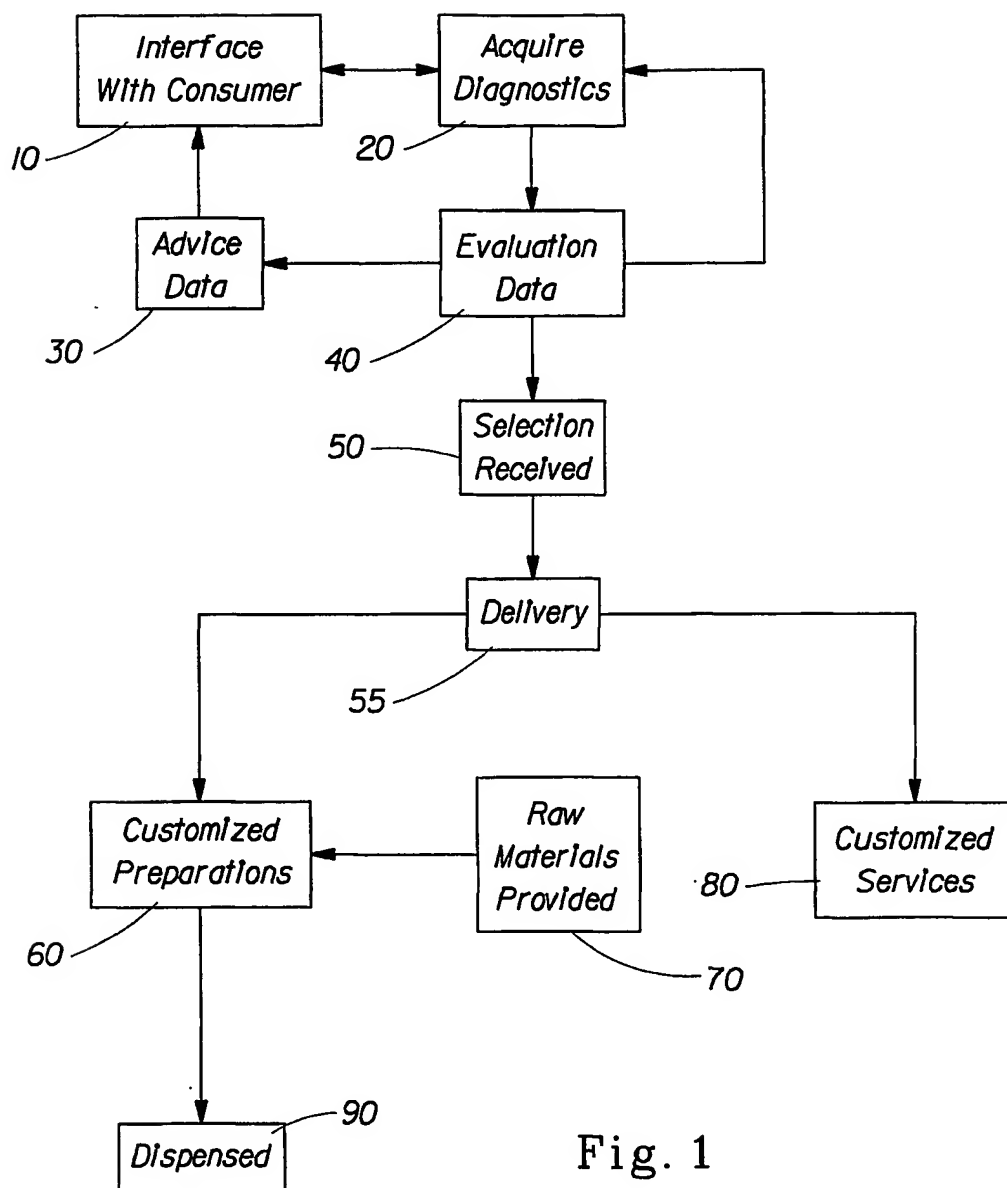 Interface
With Consumer
10
Acquire
Diagnostics
20
Advice
Data
30
Evaluation
Data
40
Selection
Received
50
Delivery
55
Customized
Preparations
60
Raw
Materials
Provided
70
Customized
Services
80
Dispensed
90
Fig. 1